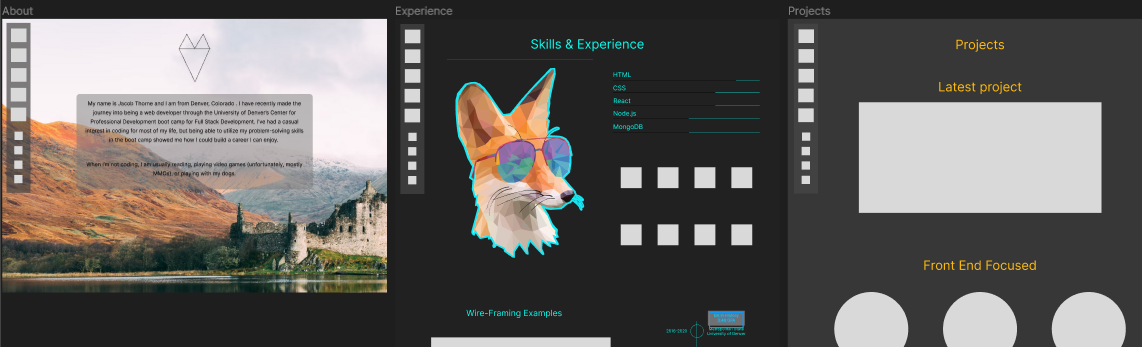 About
My name is Jacob Thorne and I am from Denver, Colorado . I have recently made the
journey into being a web developer through the University of Denver's Center for
Professional Development boot camp for Full Stack Development. I've had a casual
interest in coding for most of my life, but being able to utilize my problem-solving skills
in the boot camp showed me how I could build a career I can enjoy.
When I'm not coding, I am usually reading, playing video games (unfortunately, mostly
MMOs), or playing with my dogs.
Experience
Skills & Experience
HTML
CSS
React
Node.js
MongoDB
Wire-Framing Examples
2016-2025
University of Denver
Projects
Projects
Latest project
Front End Focused